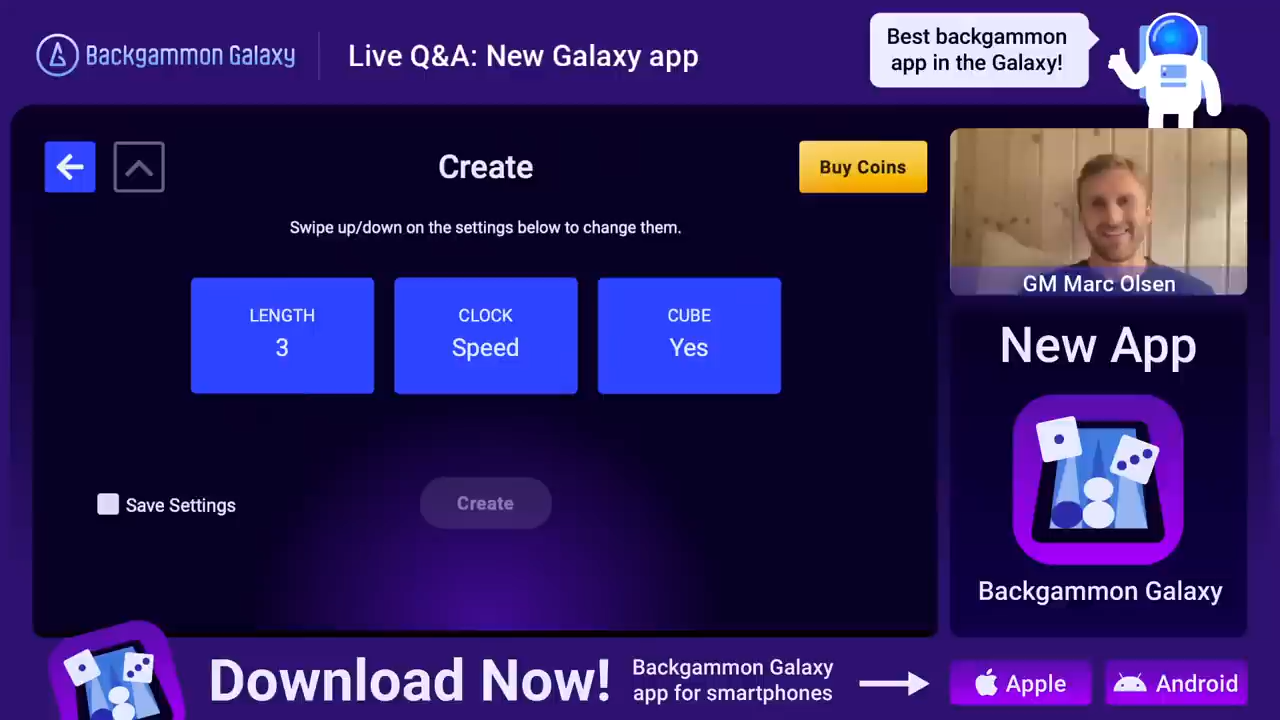 Backgammon Galaxy
Live Q&A: New Galaxy app
Best backgammon
app in the Galaxy!
Create
Buy Coins
Swipe up/down on the settings below to change them.
LENGTH
3
CLOCK
Speed
CUBE
Yes
Save Settings
Create
GM Marc Olsen
New App
Backgammon Galaxy
Download Now!
Backgammon Galaxy
app for smartphones
Apple
Android